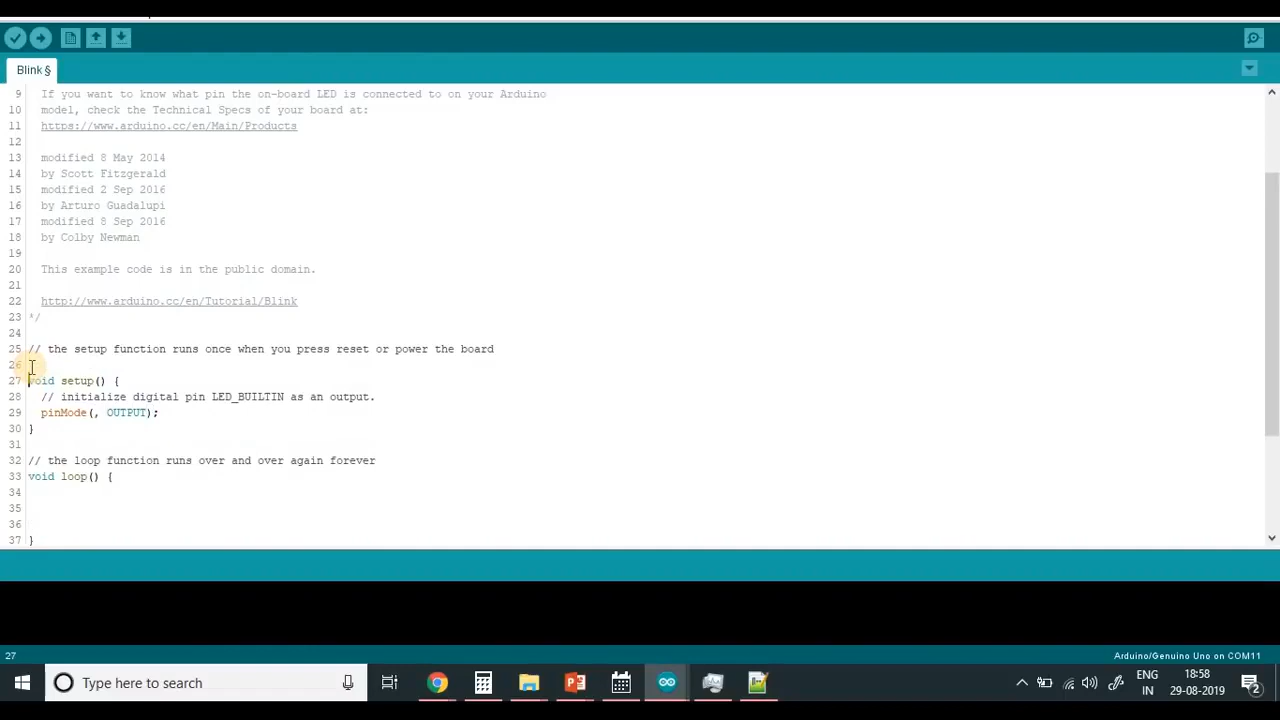 Blink §
9 If you want to know what pin the on-board LED is connected to on your Arduino
10 model, check the Technical Specs of your board at:
11 https://www.arduino.cc/en/Main/Products
12
13 modified 8 May 2014
14 by Scott Fitzgerald
15 modified 2 Sep 2016
16 by Arturo Guadalupi
17 modified 8 Sep 2016
18 by Colby Newman
19
20 This example code is in the public domain.
21
22 http://www.arduino.cc/en/Tutorial/Blink
23 */
24
25 // the setup function runs once when you press reset or power the board
26
27 void setup() {
28 // initialize digital pin LED_BUILTIN as an output.
29 pinMode(, OUTPUT);
30 }
31
32 // the loop function runs over and over again forever
33 void loop() {
34
35
36
37 }
27 Arduino/Genuino Uno on COM11
Type here to search
ENG 18:58
IN 29-08-2019
2